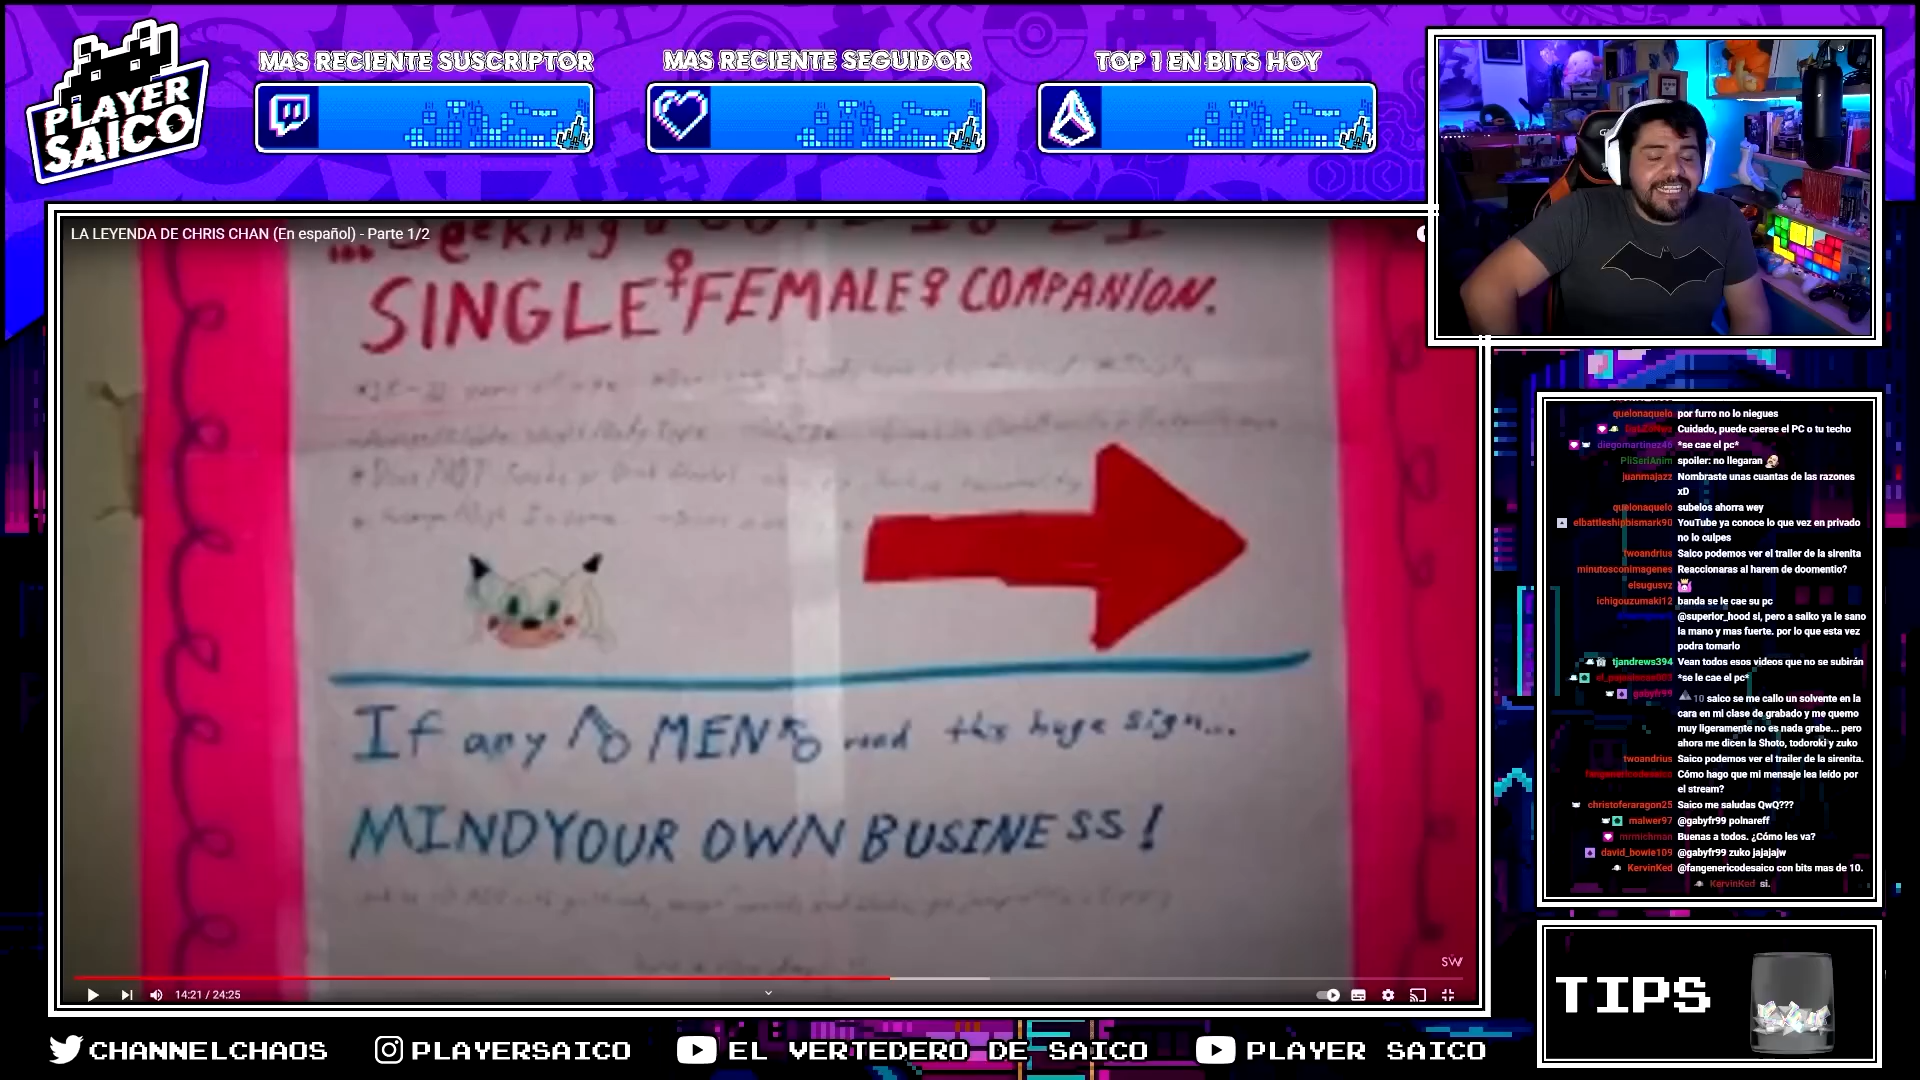 PLAYER
SAICO
MAS RECIENTE SUSCRIPTOR
MAS RECIENTE SEGUIDOR
TOP 1 EN BITS HOY
LA LEYENDA DE CHRIS CHAN (En español) - Parte 1/2
SINGLE♀FEMALE♀ COMPANION.
If any ♂ MEN ♂ read this huge sign...
MIND YOUR OWN BUSINESS!
SW
14:21 / 24:25
quelonaquelo por furro no lo niegues
Cuidado, puede caerse el PC o tu techo
diegomartinez46 *se cae el pc*
PliSeriAnim spoiler: no llegaran
juanmajazz Nombraste unas cuantas de las razones
xD
quelonaquelo subelos ahorra wey
elbattleshipbismark90 YouTube ya conoce lo que vez en privado
no lo culpes
twoandrius Saico podemos ver el trailer de la sirenita
minutosconimagenes Reaccionaras al harem de doomentio?
elsugusvz
ichigouzumaki12 banda se le cae su pc
@superior_hood si, pero a saiko ya le sano
la mano y mas fuerte. por lo que esta vez
podra tomarlo
tjandrews394 Vean todos esos videos que no se subirán
*se le cae el pc*
gabyfr99 10 saico se me callo un solvente en la
cara en mi clase de grabado y me quemo
muy ligeramente no es nada grabe... pero
ahora me dicen la Shoto, todoroki y zuko
twoandrius Saico podemos ver el trailer de la sirenita.
fangenericodesaico Cómo hago que mi mensaje lea leído por
el stream?
christoferaragon25 Saico me saludas QwQ???
malwer97 @gabyfr99 polnareff
mrmichman Buenas a todos. ¿Cómo les va?
david_bowie109 @gabyfr99 zuko jajajajw
KervinKed @fangenericodesaico con bits mas de 10.
KervinKed si.
TIPS
CHANNELCHAOS
PLAYERSAICO
EL VERTEDERO DE SAICO
PLAYER SAICO